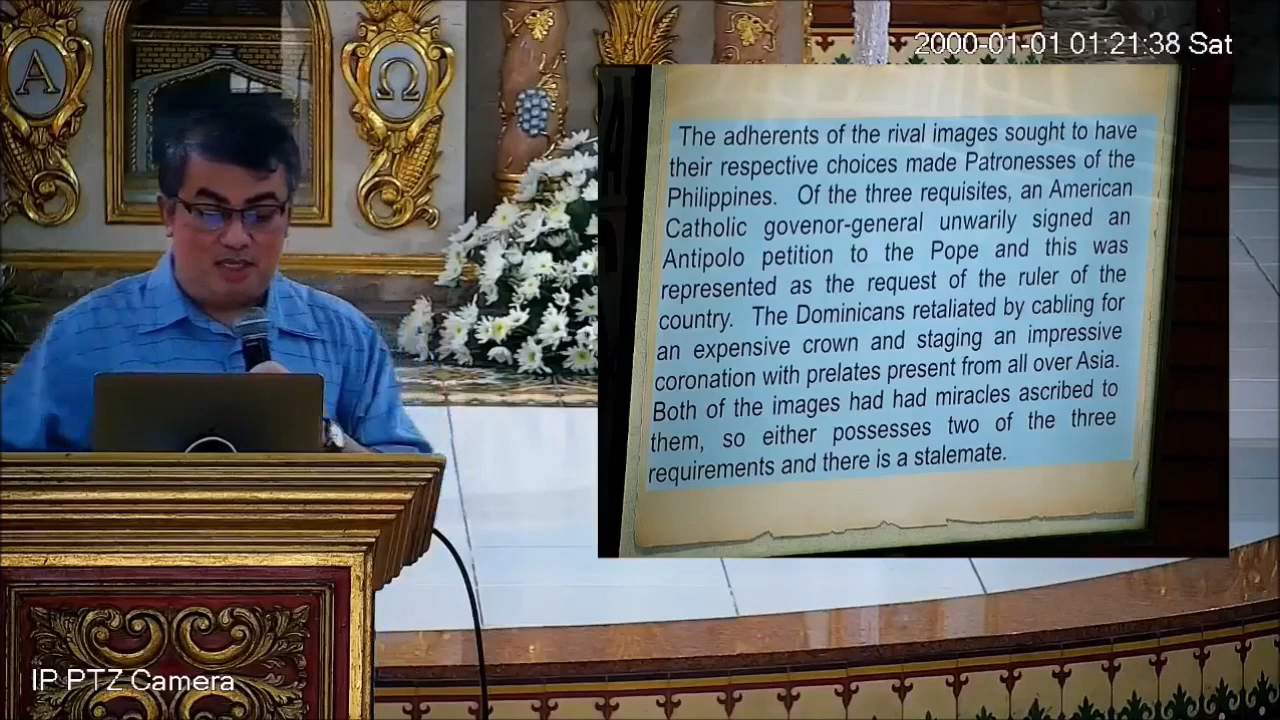 Α
Ω
2000-01-01 01:21:38 Sat
The adherents of the rival images sought to have
their respective choices made Patronesses of the
Philippines. Of the three requisites, an American
Catholic govenor-general unwarily signed an
Antipolo petition to the Pope and this was
represented as the request of the ruler of the
country. The Dominicans retaliated by cabling for
an expensive crown and staging an impressive
coronation with prelates present from all over Asia.
Both of the images had had miracles ascribed to
them, so either possesses two of the three
requirements and there is a stalemate.
IP PTZ Camera